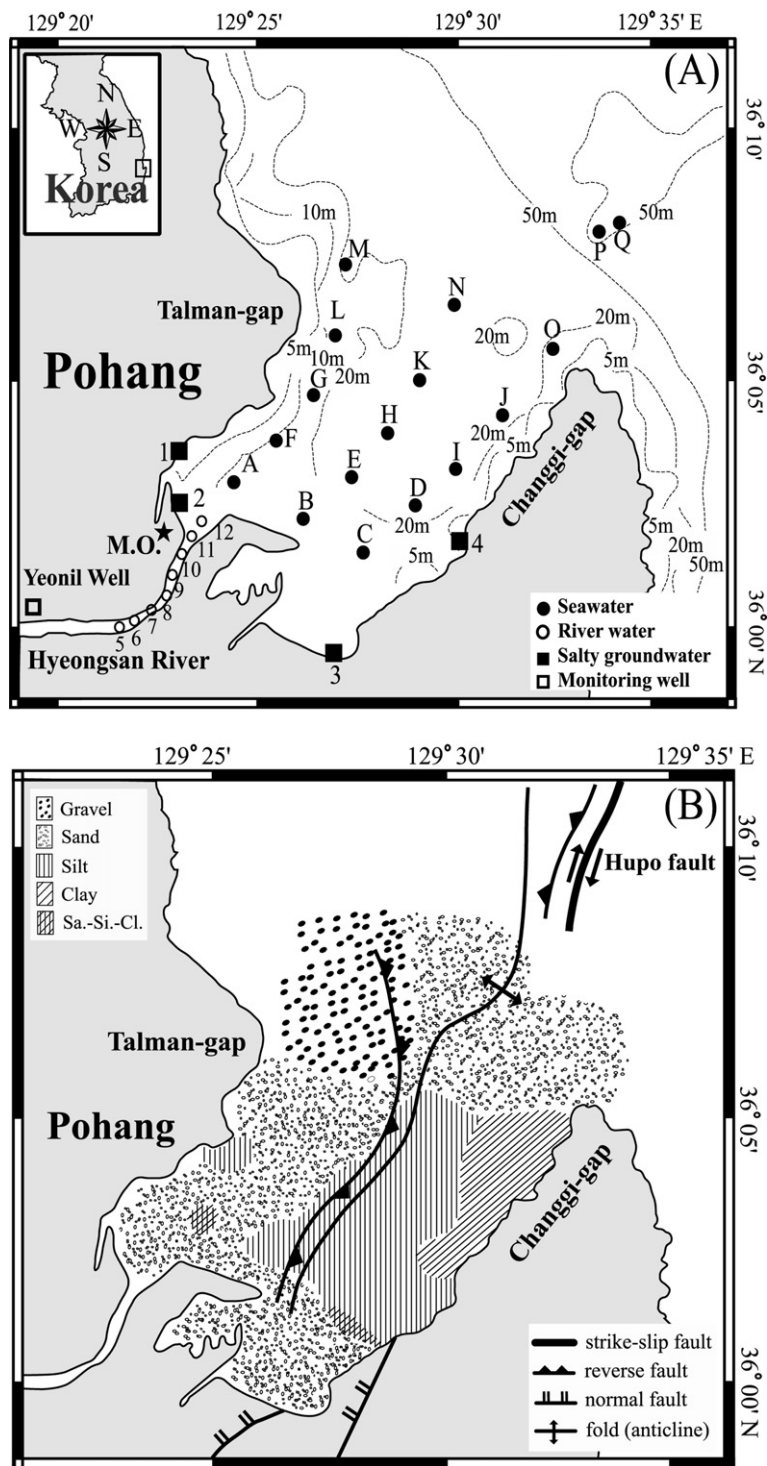 129° 20'
129° 25'
129° 30'
129° 35' E
(A)
N
W E
S
Korea
36° 10'
10m
50m
50m
P
Q
M
Talman-gap
N
L
20m
O
20m
5m
10m
K
5m
Pohang
G
20m
36° 05'
J
H
20m
F
5m
1
A
E
I
Changgi-gap
2
B
D
5m
M.O.
12
20m
50m
11
C
4
20m
5m
Yeonil Well
10
9
8
7
6
5
Seawater
River water
Salty groundwater
Monitoring well
36° 00' N
Hyeongsan River
3
129° 25'
129° 30'
129° 35' E
(B)
Gravel
Sand
Silt
Clay
Sa.-Si.-Cl.
36° 10'
Hupo fault
Talman-gap
Pohang
36° 05'
Changgi-gap
36° 00' N
strike-slip fault
reverse fault
normal fault
fold (anticline)